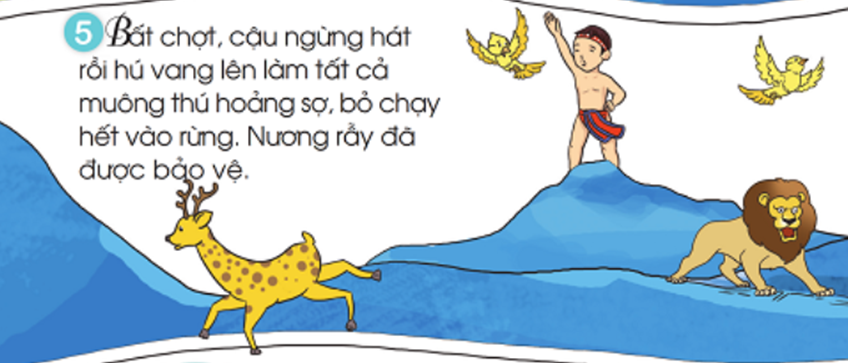 5 Bất chợt, cậu ngừng hát
rồi hú vang lên làm tất cả
muông thú hoảng sợ, bỏ chạy
hết vào rừng. Nương rẫy đã
được bảo vệ.